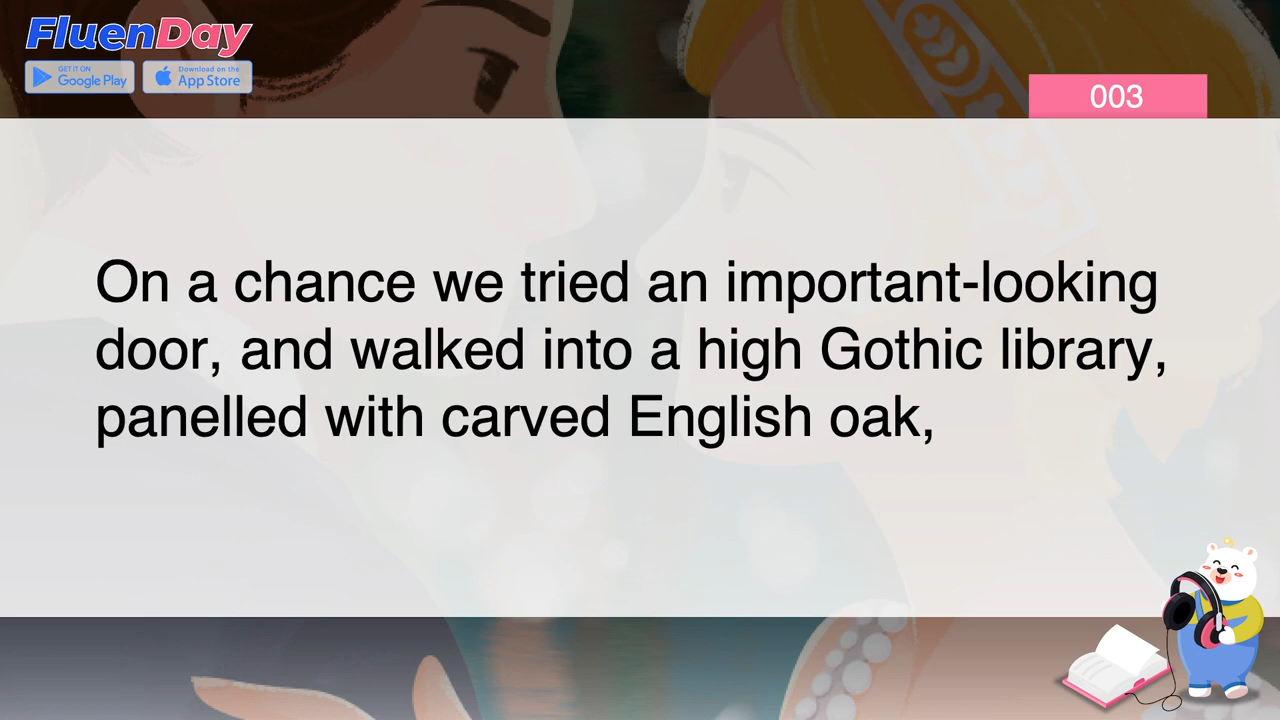 FluenDay
GET IT ON
Google Play
Download on the
App Store
003
On a chance we tried an important-looking
door, and walked into a high Gothic library,
panelled with carved English oak,